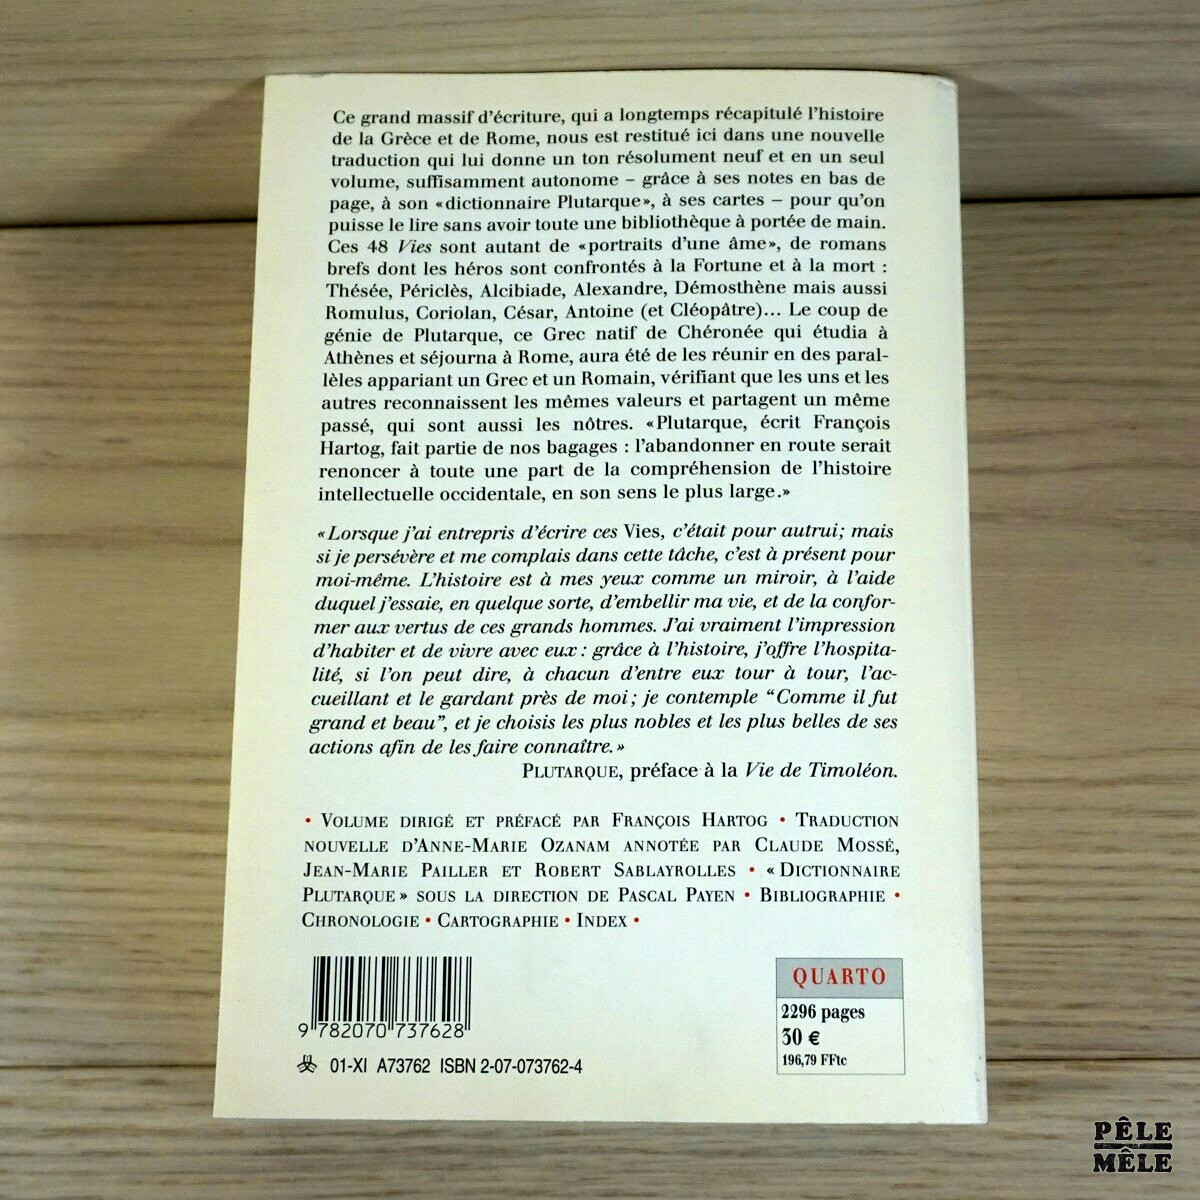 Ce grand massif d'écriture, qui a longtemps récapitulé l'histoire
de la Grèce et de Rome, nous est restitué ici dans une nouvelle
traduction qui lui donne un ton résolument neuf et en un seul
volume, suffisamment autonome – grâce à ses notes en bas de
page, à son «dictionnaire Plutarque», à ses cartes – pour qu'on
puisse le lire sans avoir toute une bibliothèque à portée de main.
Ces 48 Vies sont autant de «portraits d'une âme», de romans
brefs dont les héros sont confrontés à la Fortune et à la mort :
Thésée, Périclès, Alcibiade, Alexandre, Démosthène mais aussi
Romulus, Coriolan, César, Antoine (et Cléopâtre)... Le coup de
génie de Plutarque, ce Grec natif de Chéronée qui étudia à
Athènes et séjourna à Rome, aura été de les réunir en des paral-
lèles appariant un Grec et un Romain, vérifiant que les uns et les
autres reconnaissent les mêmes valeurs et partagent un même
passé, qui sont aussi les nôtres. «Plutarque, écrit François
Hartog, fait partie de nos bagages : l'abandonner en route serait
renoncer à toute une part de la compréhension de l'histoire
intellectuelle occidentale, en son sens le plus large.»
«Lorsque j'ai entrepris d'écrire ces Vies, c'était pour autrui; mais
si je persévère et me complais dans cette tâche, c'est à présent pour
moi-même. L'histoire est à mes yeux comme un miroir, à l'aide
duquel j'essaie, en quelque sorte, d'embellir ma vie, et de la confor-
mer aux vertus de ces grands hommes. J'ai vraiment l'impression
d'habiter et de vivre avec eux : grâce à l'histoire, j'offre l'hospita-
lité, si l'on peut dire, à chacun d'entre eux tour à tour, l'ac-
cueillant et le gardant près de moi; je contemple "Comme il fut
grand et beau", et je choisis les plus nobles et les plus belles de ses
actions afin de les faire connaître.»
PLUTARQUE, préface à la Vie de Timoléon.
• VOLUME DIRIGÉ ET PRÉFACÉ PAR FRANÇOIS HARTOG • TRADUCTION
NOUVELLE D'ANNE-MARIE OZANAM ANNOTÉE PAR CLAUDE MOSSÉ,
JEAN-MARIE PAILLER ET ROBERT SABLAYROLLES • «DICTIONNAIRE
PLUTARQUE» SOUS LA DIRECTION DE PASCAL PAYEN • BIBLIOGRAPHIE •
CHRONOLOGIE • CARTOGRAPHIE • INDEX •
9 782070 737628
01-XI A73762 ISBN 2-07-073762-4
QUARTO
2296 pages
30 €
196,79 FFtc
PÊLE
MÊLE